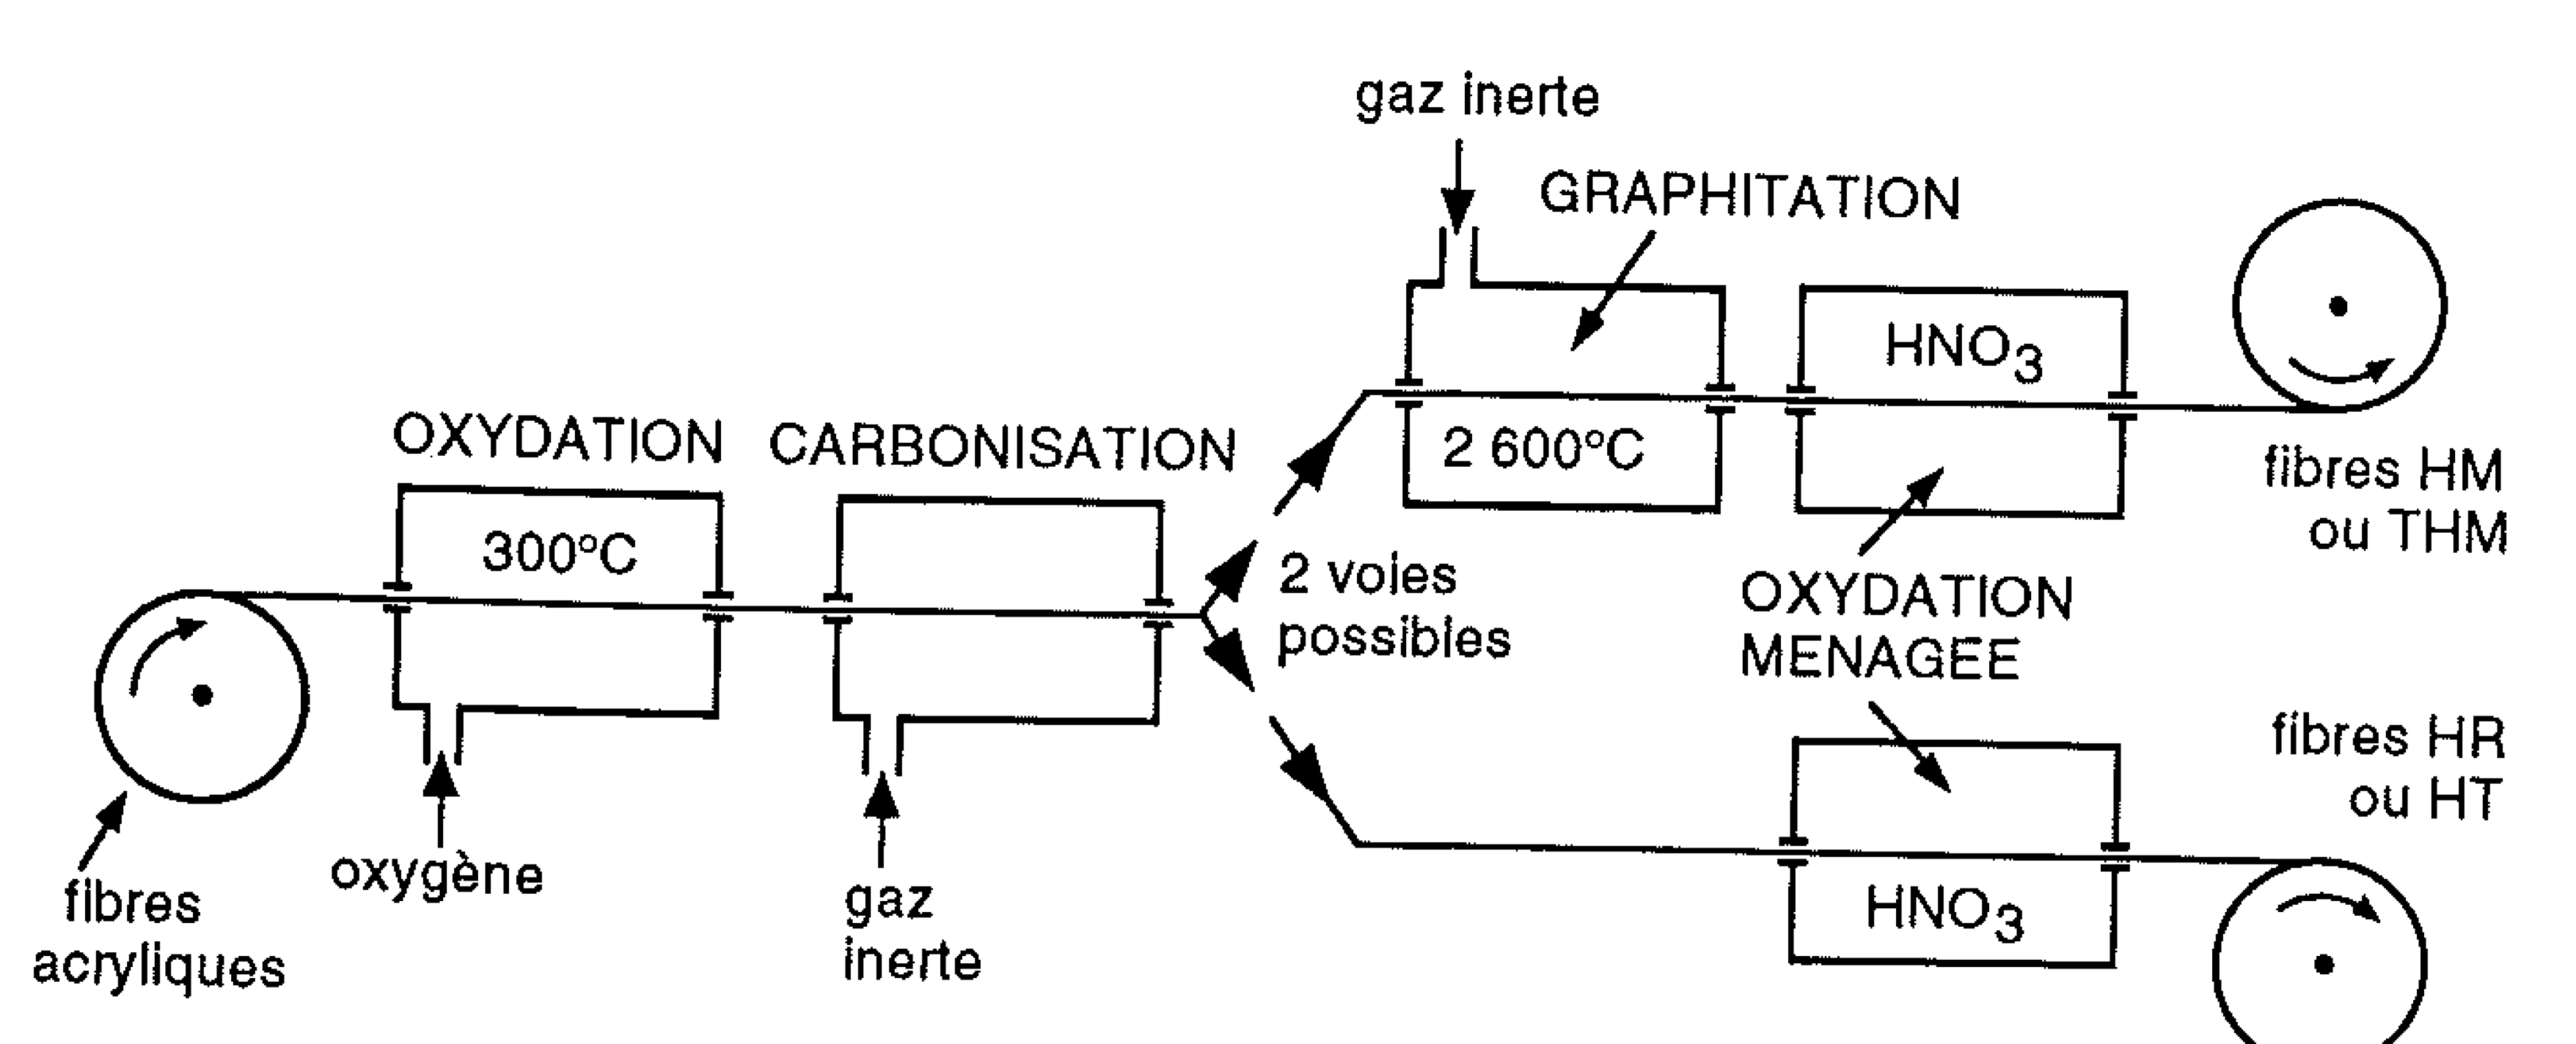 gaz inerte
GRAPHITATION
HNO3
2 600°C
fibres HM
ou THM
OXYDATION
CARBONISATION
300°C
2 voies
possibles
OXYDATION
MENAGEE
fibres HR
ou HT
oxygène
gaz
inerte
fibres
acryliques
HNO3